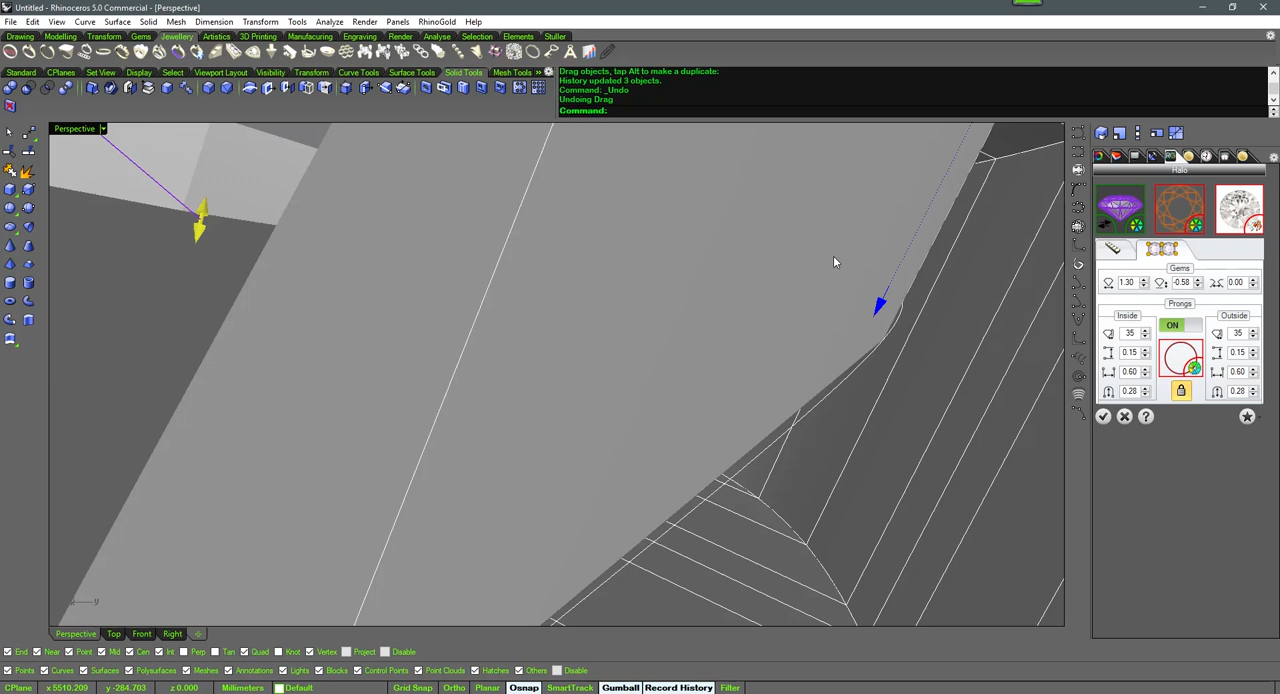 Untitled - Rhinoceros 5.0 Commercial - [Perspective]
File Edit View Curve Surface Solid Mesh Dimension Transform Tools Analyze Render Panels RhinoGold Help
Drawing Modelling Transform Gems Jewellery Artistics 3D Printing Manufacuring Engraving Render Analyse Selection Elements Stuller
Standard CPlanes Set View Display Select Viewport Layout Visibility Transform Curve Tools Surface Tools Solid Tools Mesh Tools »
Drag objects, tap Alt to make a duplicate:
History updated 3 objects.
Command: _Undo
Undoing Drag
Command:
Perspective
Halo
Gems
1.30 -0.58 0.00
Prongs
Inside Outside
ON
35 35
0.15 0.15
0.60 0.60
0.28 0.28
y
Perspective Top Front Right
End Near Point Mid Cen Int Perp Tan Quad Knot Vertex Project Disable
Points Curves Surfaces Polysurfaces Meshes Annotations Lights Blocks Control Points Point Clouds Hatches Others Disable
CPlane x 5510.209 y -284.703 z 0.000 Millimeters Default Grid Snap Ortho Planar Osnap SmartTrack Gumball Record History Filter